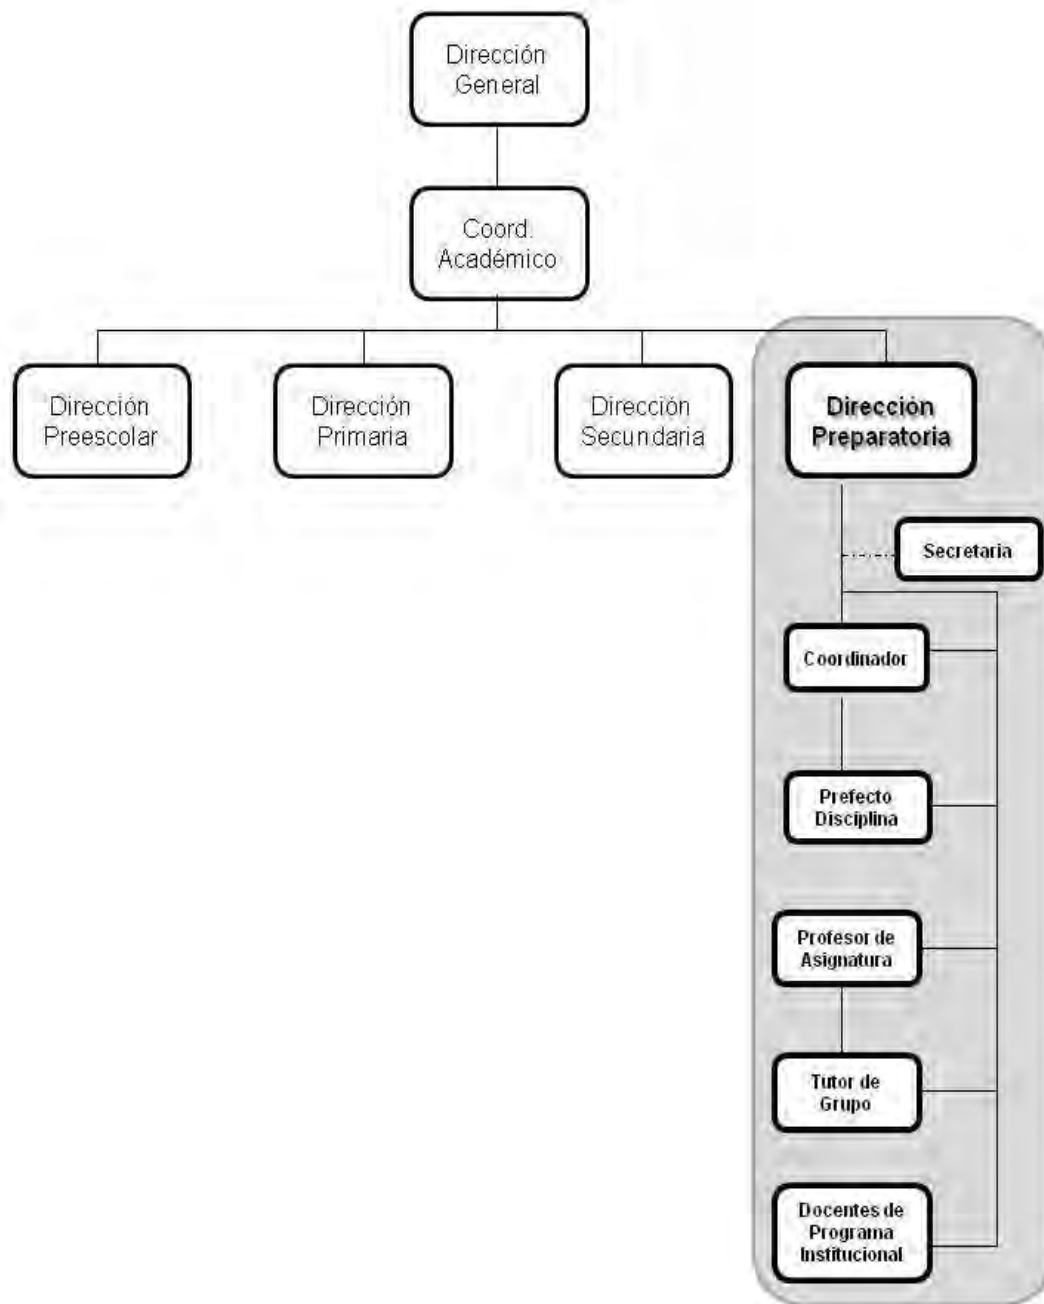 Dirección
General
Coord.
Académico
Dirección
Preescolar
Dirección
Primaria
Dirección
Secundaria
Dirección
Preparatoria
Secretaria
Coordinador
Prefecto
Disciplina
Profesor de
Asignatura
Tutor de
Grupo
Docentes de
Programa
Institucional